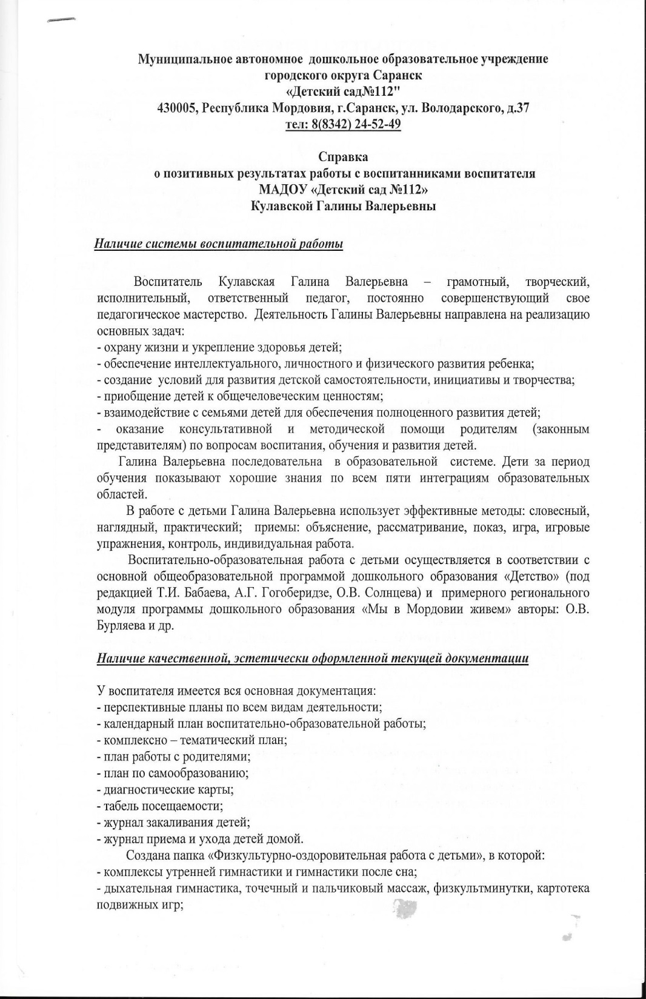 Муниципальное автономное  дошкольное образовательное учреждение
городского округа Саранск
«Детский сад№112"
430005, Республика Мордовия, г.Саранск, ул. Володарского, д.37
тел: 8(8342) 24-52-49
Справка
о позитивных результатах работы с воспитанниками воспитателя
МАДОУ «Детский сад №112»
Кулавской Галины Валерьевны
Наличие системы воспитательной работы
Воспитатель Кулавская Галина Валерьевна – грамотный, творческий,
исполнительный, ответственный педагог, постоянно совершенствующий свое
педагогическое мастерство.  Деятельность Галины Валерьевны направлена на реализацию
основных задач:
- охрану жизни и укрепление здоровья детей;
- обеспечение интеллектуального, личностного и физического развития ребенка;
- создание  условий для развития детской самостоятельности, инициативы и творчества;
- приобщение детей к общечеловеческим ценностям;
- взаимодействие с семьями детей для обеспечения полноценного развития детей;
- оказание консультативной и методической помощи родителям (законным
представителям) по вопросам воспитания, обучения и развития детей.
Галина Валерьевна последовательна  в образовательной  системе. Дети за период
обучения показывают хорошие знания по всем пяти интеграциям образовательных
областей.
В работе с детьми Галина Валерьевна использует эффективные методы: словесный,
наглядный, практический;  приемы: объяснение, рассматривание, показ, игра, игровые
упражнения, контроль, индивидуальная работа.
Воспитательно-образовательная работа с детьми осуществляется в соответствии с
основной общеобразовательной программой дошкольного образования «Детство» (под
редакцией Т.И. Бабаева, А.Г. Гогоберидзе, О.В. Солнцева) и  примерного регионального
модуля программы дошкольного образования «Мы в Мордовии живем» авторы: О.В.
Бурляева и др.
Наличие качественной, эстетически оформленной текущей документации
У воспитателя имеется вся основная документация:
- перспективные планы по всем видам деятельности;
- календарный план воспитательно-образовательной работы;
- комплексно – тематический план;
- план работы с родителями;
- план по самообразованию;
- диагностические карты;
- табель посещаемости;
- журнал закаливания детей;
- журнал приема и ухода детей домой.
Создана папка «Физкультурно-оздоровительная работа с детьми», в которой:
- комплексы утренней гимнастики и гимнастики после сна;
- дыхательная гимнастика, точечный и пальчиковый массаж, физкультминутки, картотека
подвижных игр;